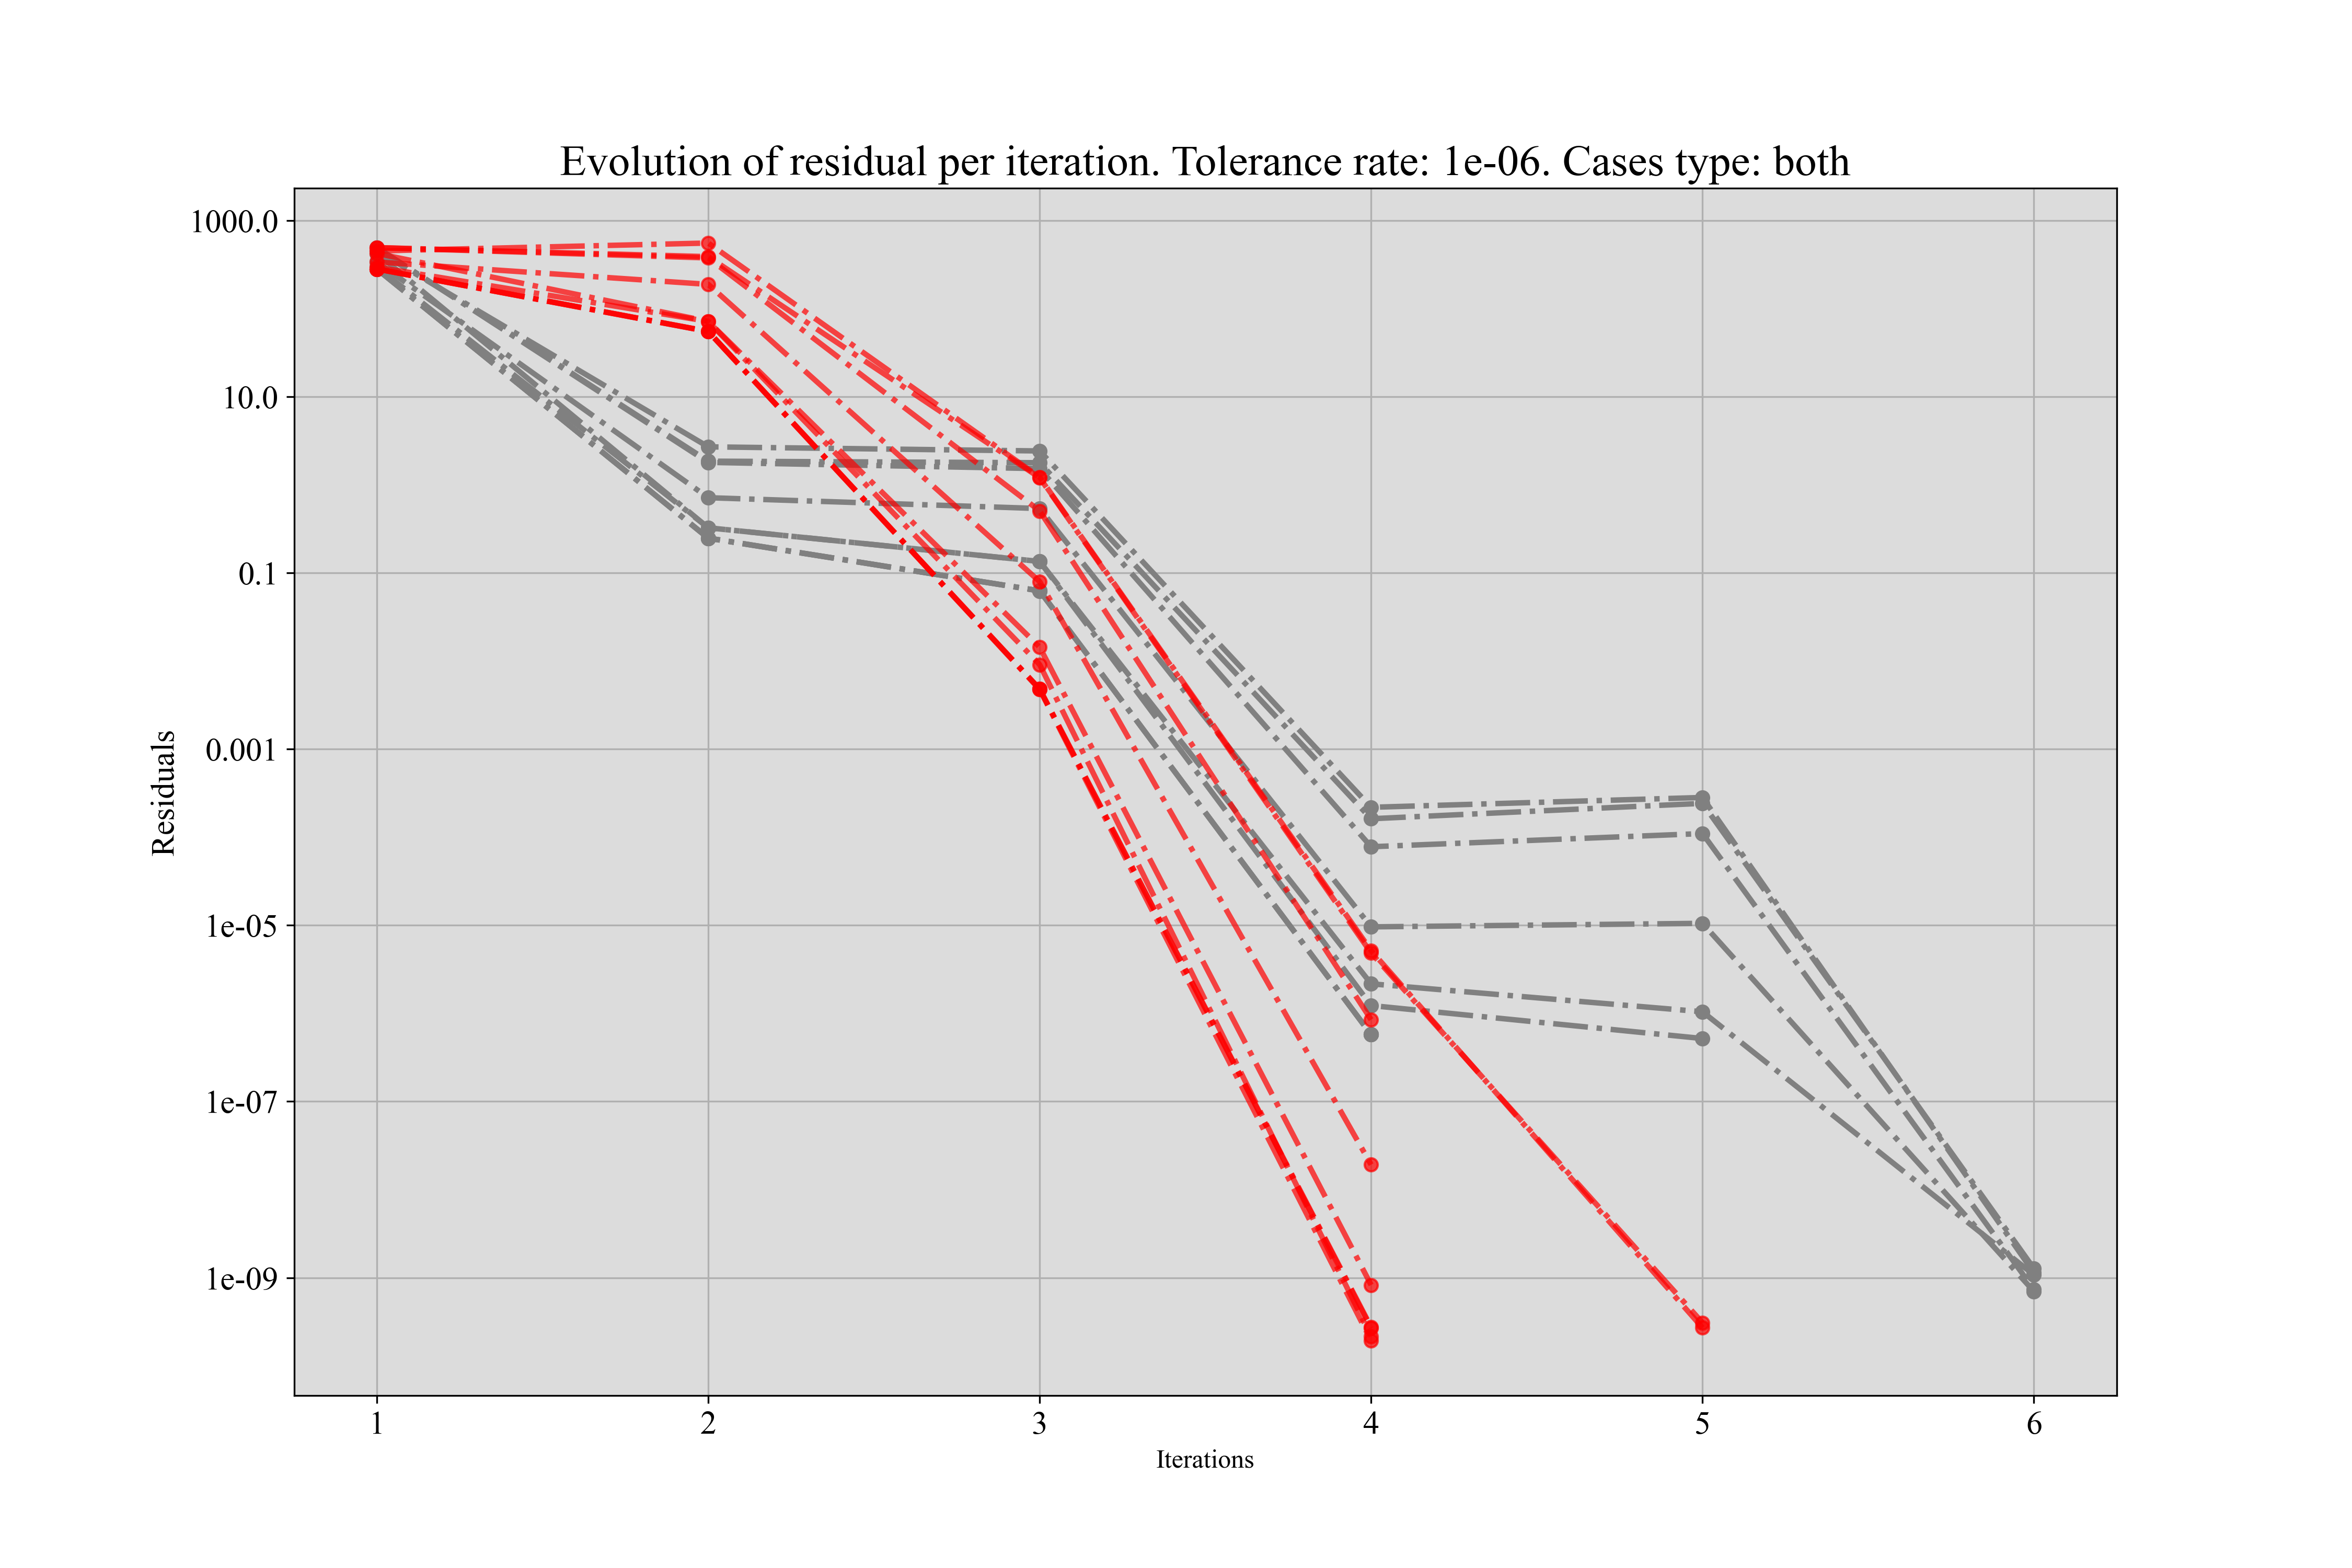 Evolution of residual per iteration. Tolerance rate: 1e-06. Cases type: both
1000.0
10.0
0.1
0.001
1e-05
1e-07
1e-09
Residuals
1 2 3 4 5 6
Iterations